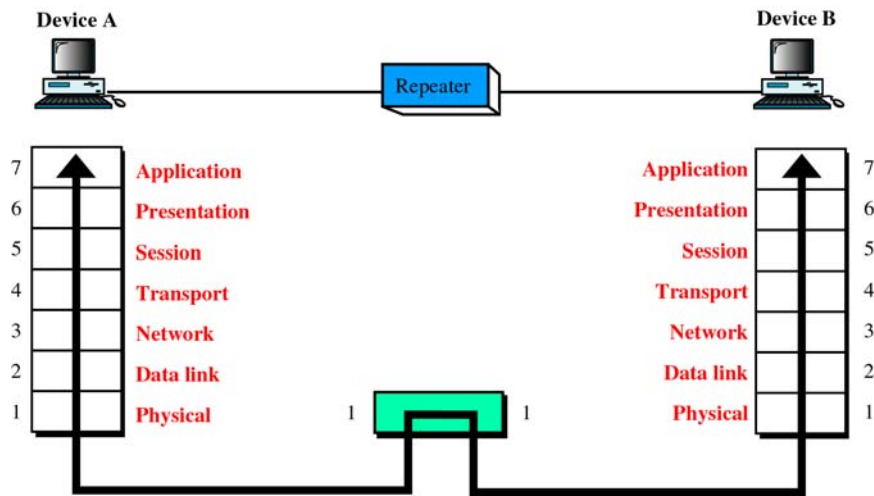 Device A
Device B
Repeater
7 Application Application 7
6 Presentation Presentation 6
5 Session Session 5
4 Transport Transport 4
3 Network Network 3
2 Data link Data link 2
1 Physical 1 1 Physical 1